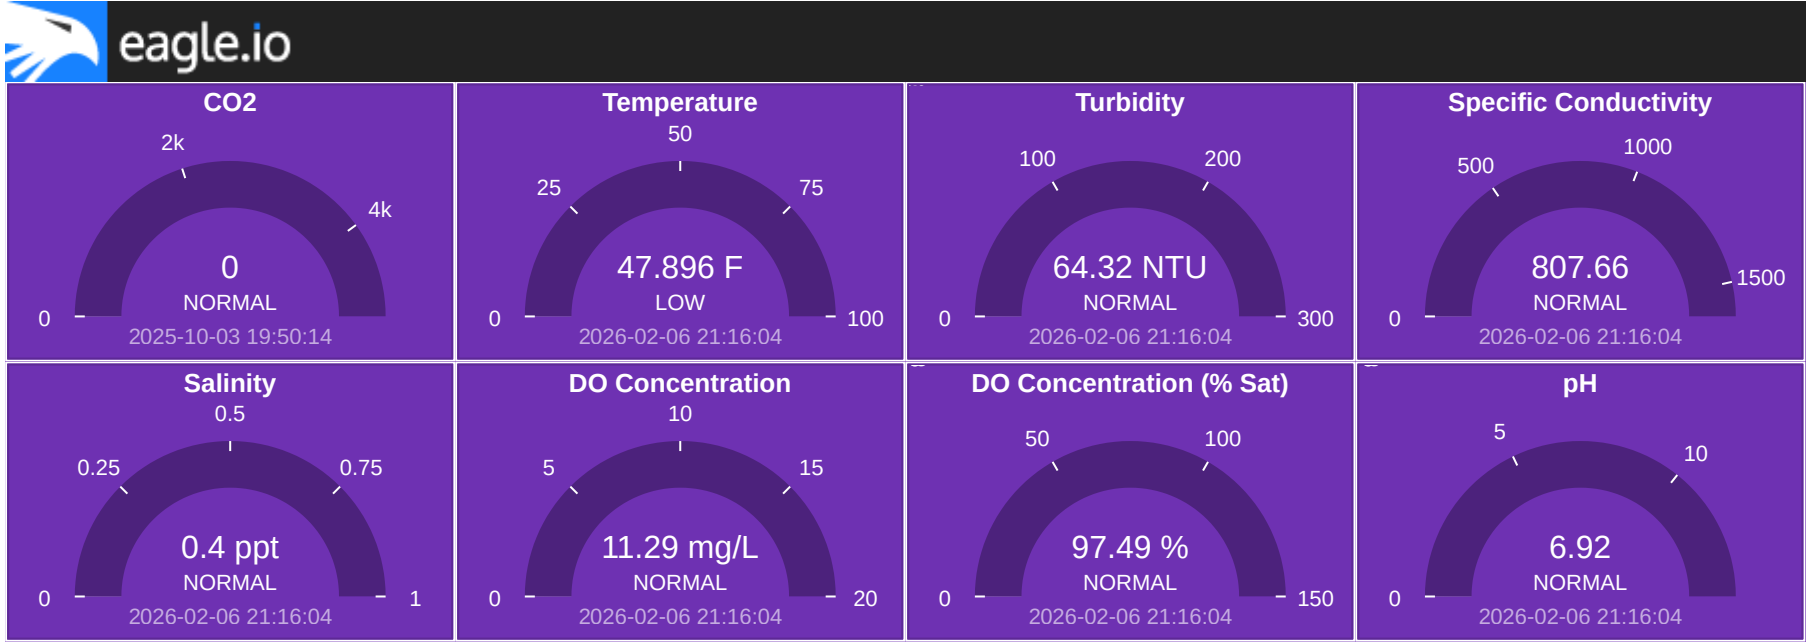 eagle.io
CO2
2k
4k
0
0
NORMAL
2025-10-03 19:50:14
Temperature
50
25
75
47.896 F
LOW
0
100
2026-02-06 21:16:04
Turbidity
100
200
64.32 NTU
NORMAL
0
300
2026-02-06 21:16:04
Specific Conductivity
1000
500
807.66
1500
NORMAL
0
2026-02-06 21:16:04
Salinity
0.5
0.25
0.75
0.4 ppt
NORMAL
0
1
2026-02-06 21:16:04
DO Concentration
10
5
15
11.29 mg/L
NORMAL
0
20
2026-02-06 21:16:04
DO Concentration (% Sat)
50
100
97.49 %
NORMAL
0
150
2026-02-06 21:16:04
pH
5
10
6.92
NORMAL
0
2026-02-06 21:16:04